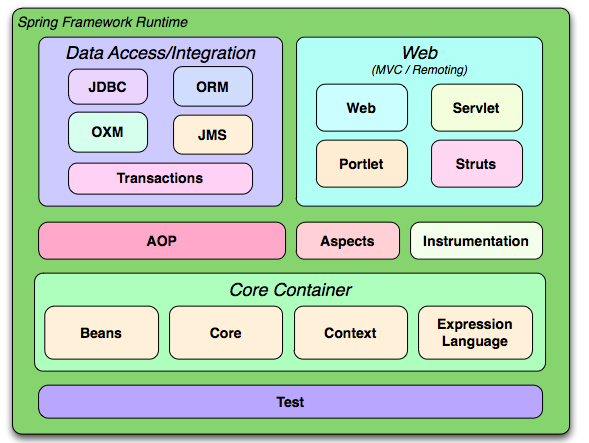 Spring Framework Runtime
Data Access/Integration
JDBC
ORM
OXM
JMS
Transactions
Web
(MVC / Remoting)
Web
Servlet
Portlet
Struts
AOP
Aspects
Instrumentation
Core Container
Beans
Core
Context
Expression
Language
Test